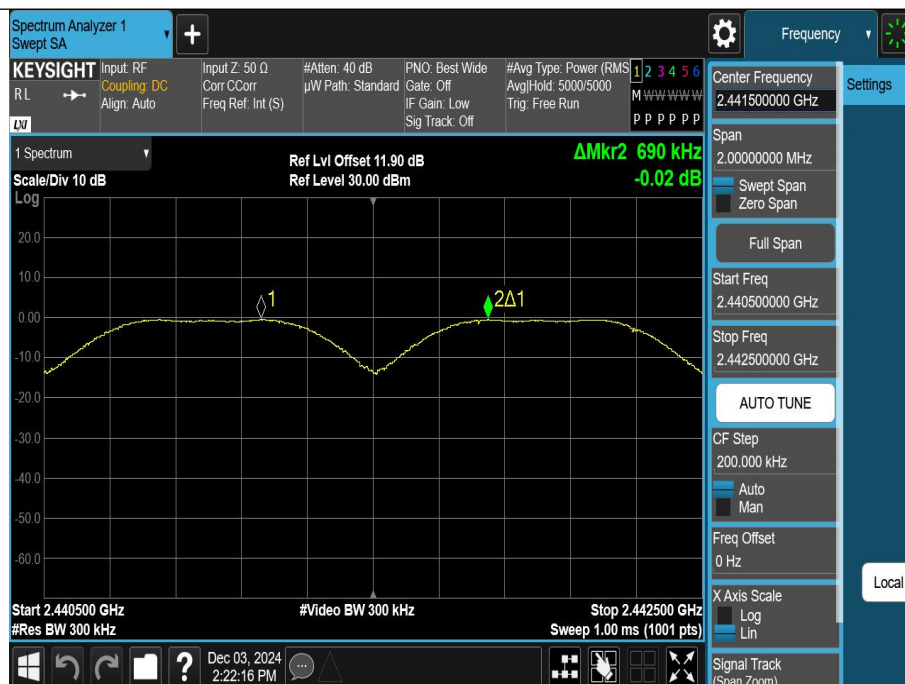 Spectrum Analyzer 1
Swept SA
Frequency
KEYSIGHT
RL
LXI
Input: RF
Coupling: DC
Align: Auto
Input Z: 50 Ω
Corr CCorr
Freq Ref: Int (S)
#Atten: 40 dB
µW Path: Standard
PNO: Best Wide
Gate: Off
IF Gain: Low
Sig Track: Off
#Avg Type: Power (RMS
Avg|Hold: 5000/5000
Trig: Free Run
1 2 3 4 5 6
M W W W W W
P P P P P P
1 Spectrum
Scale/Div 10 dB
Log
Ref Lvl Offset 11.90 dB
Ref Level 30.00 dBm
ΔMkr2 690 kHz
-0.02 dB
20.0
10.0
0.00
-10.0
-20.0
-30.0
-40.0
-50.0
-60.0
1
2Δ1
Start 2.440500 GHz
#Res BW 300 kHz
#Video BW 300 kHz
Stop 2.442500 GHz
Sweep 1.00 ms (1001 pts)
Dec 03, 2024
2:22:16 PM
Center Frequency
2.441500000 GHz
Settings
Span
2.00000000 MHz
Swept Span
Zero Span
Full Span
Start Freq
2.440500000 GHz
Stop Freq
2.442500000 GHz
AUTO TUNE
CF Step
200.000 kHz
Auto
Man
Freq Offset
0 Hz
Local
X Axis Scale
Log
Lin
Signal Track
(Span Zoom)